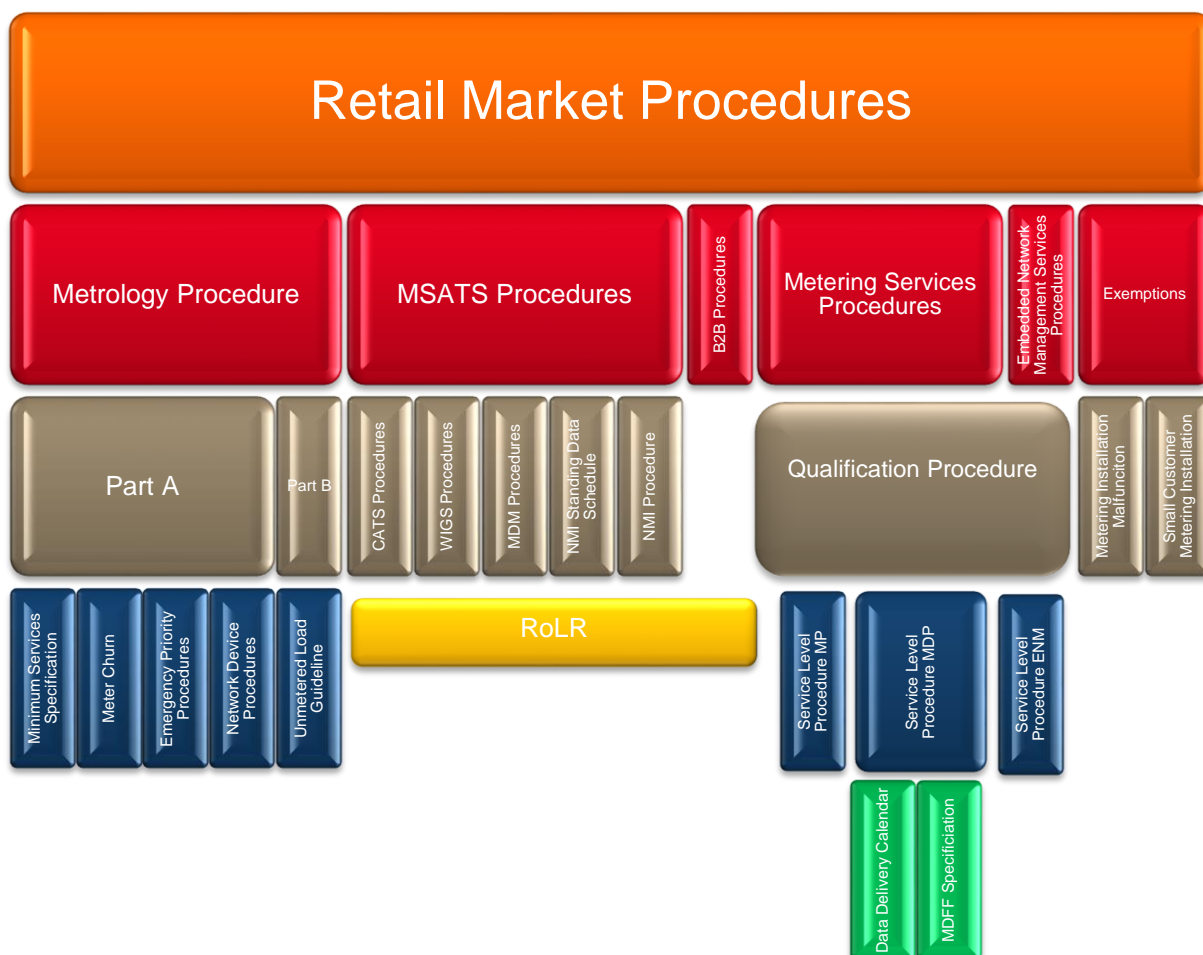 Retail Market Procedures
Metrology Procedure
MSATS Procedures
B2B Procedures
Metering Services
Procedures
Embedded Network
Management Services
Procedures
Exemptions
Part A
Part B
CATS Procedures
WIGS Procedures
MDM Procedures
NMI Standing Data
Schedule
NMI Procedure
Qualification Procedure
Metering Installation
Malfunciton
Small Customer
Metering Installation
Minimum Services
Specification
Meter Churn
Emergency Priority
Procedures
Network Device
Procedures
Unmetered Load
Guideline
RoLR
Service Level
Procedure MP
Service Level
Procedure MDP
Service Level
Procedure ENM
Data Delivery Calendar
MDFF Specificiation